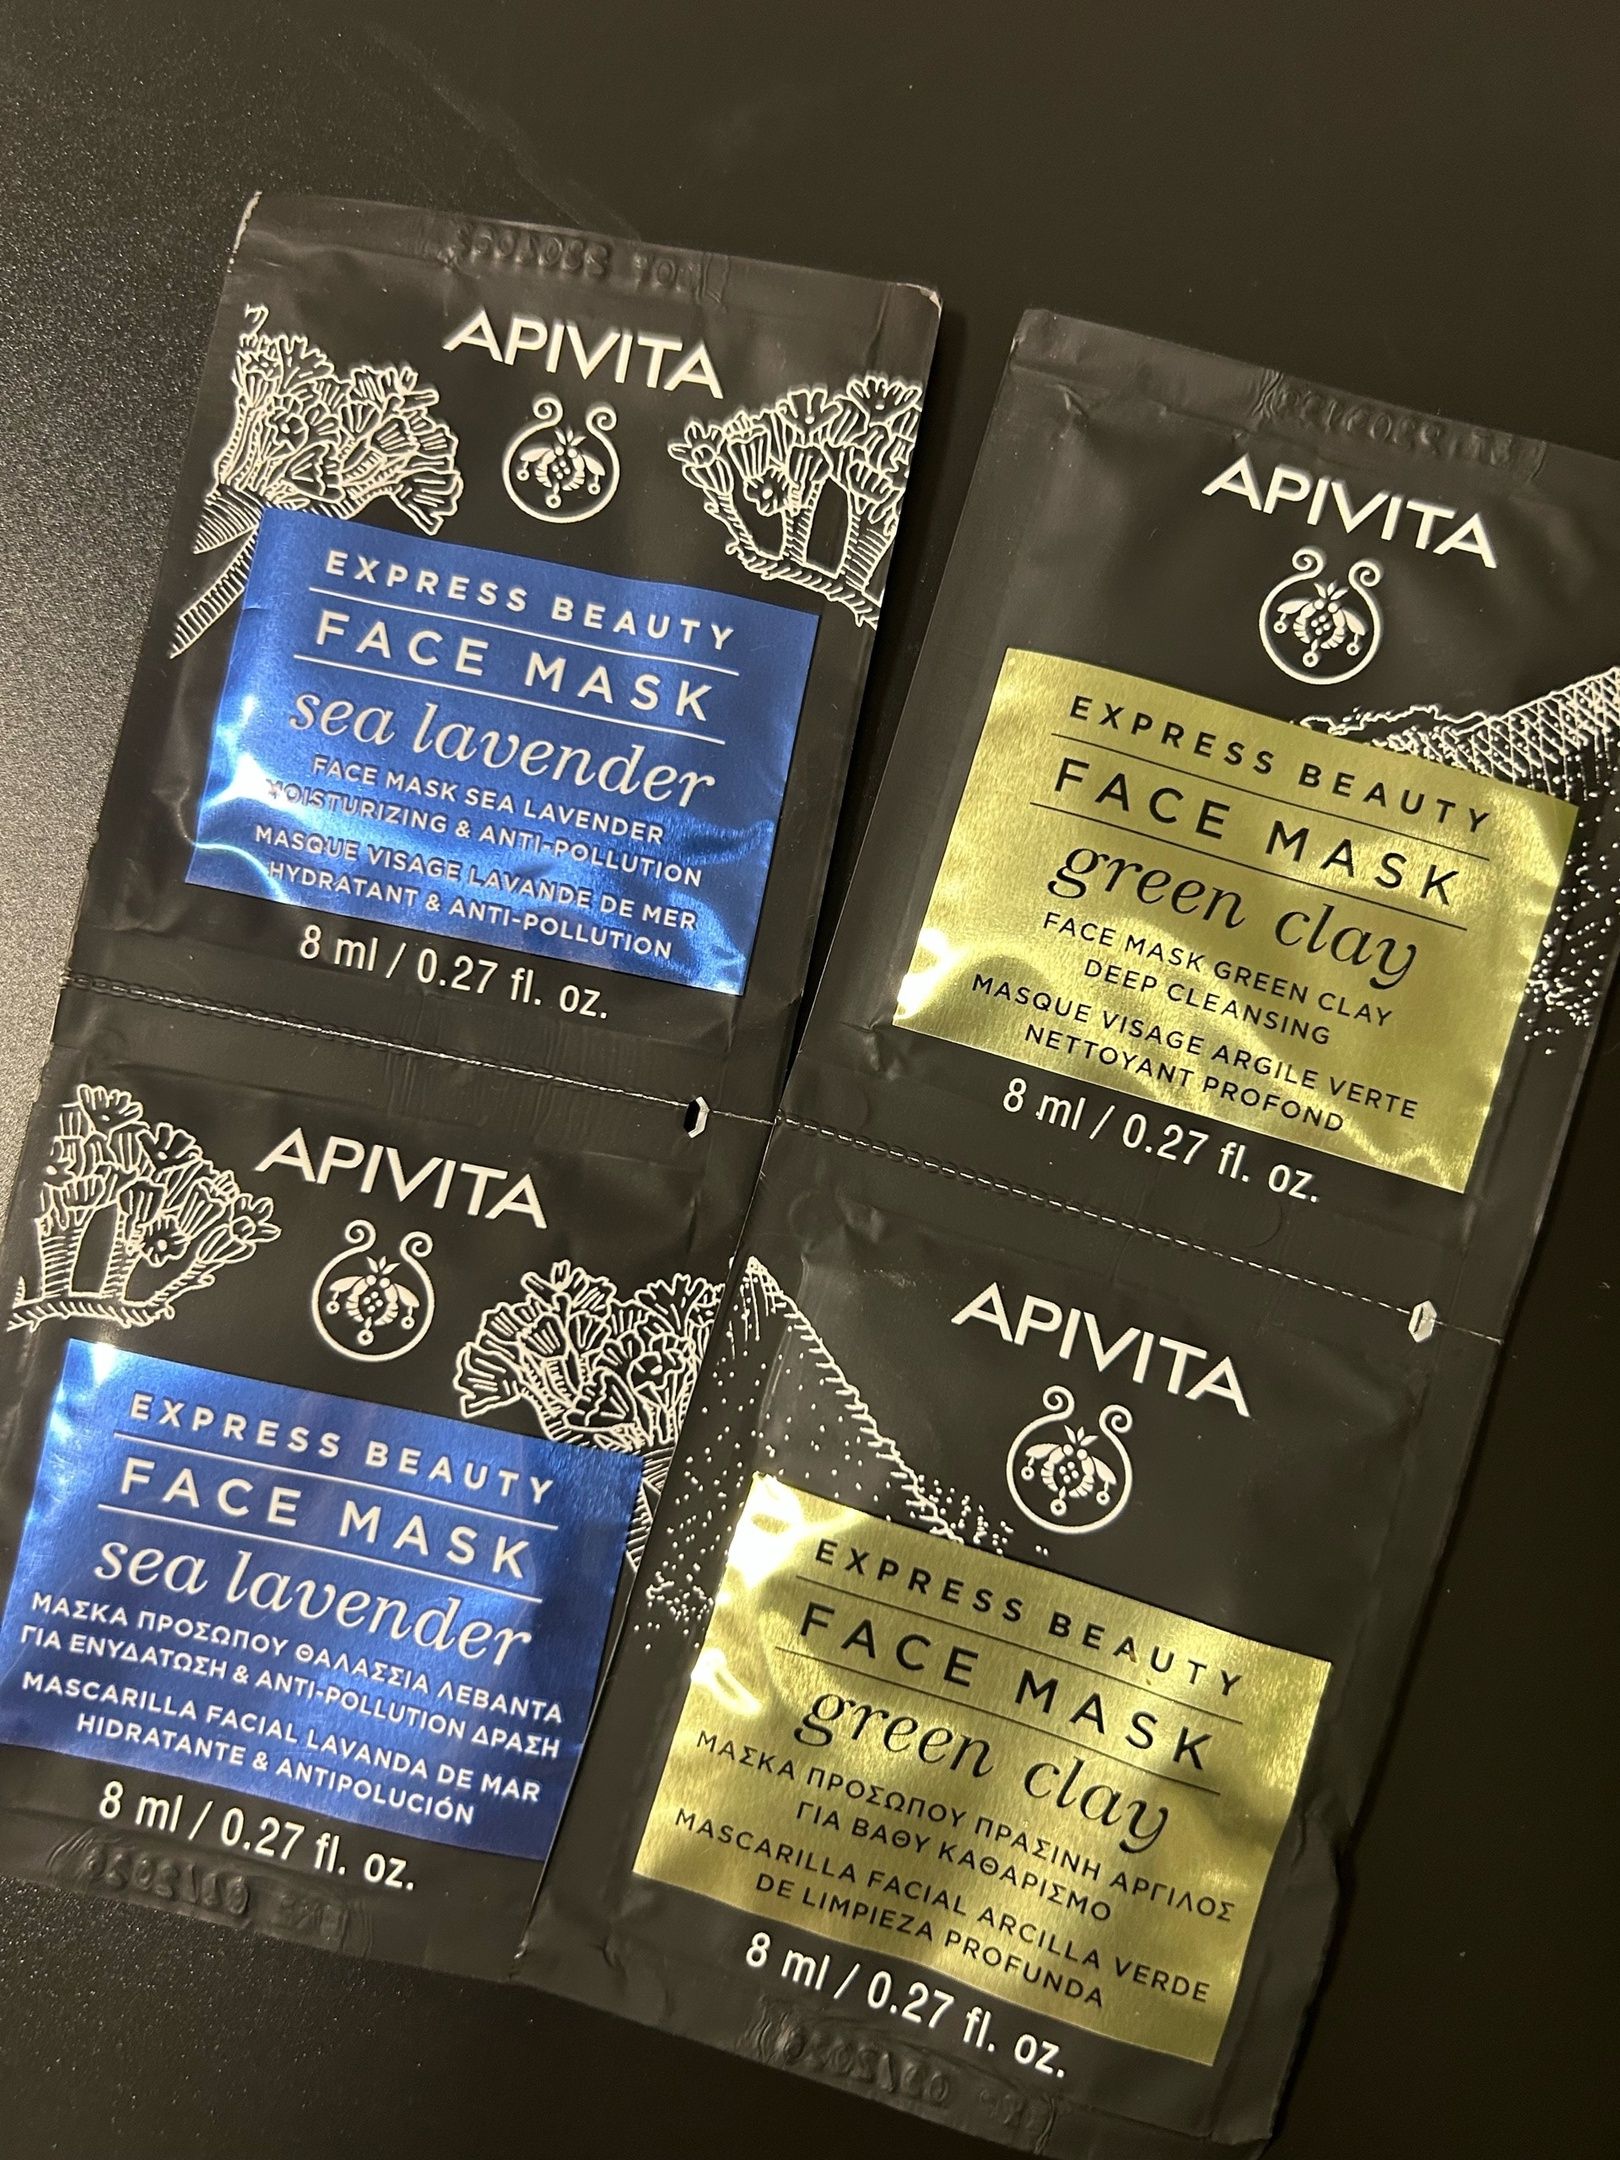 APIVITA
EXPRESS BEAUTY
FACE MASK
sea lavender
FACE MASK SEA LAVENDER
MOISTURIZING & ANTI-POLLUTION
MASQUE VISAGE LAVANDE DE MER
HYDRATANT & ANTI-POLLUTION
8 ml / 0.27 fl. oz.
APIVITA
EXPRESS BEAUTY
FACE MASK
green clay
FACE MASK GREEN CLAY
DEEP CLEANSING
MASQUE VISAGE ARGILE VERTE
NETTOYANT PROFOND
8 ml / 0.27 fl. oz.
APIVITA
EXPRESS BEAUTY
FACE MASK
sea lavender
ΜΑΣΚΑ ΠΡΟΣΩΠΟΥ ΘΑΛΑΣΣΙΑ ΛΕΒΑΝΤΑ
ΓΙΑ ΕΝΥΔΑΤΩΣΗ & ANTI-POLLUTION ΔΡΑΣΗ
MASCARILLA FACIAL LAVANDA DE MAR
HIDRATANTE & ANTIPOLUCIÓN
8 ml / 0.27 fl. oz.
APIVITA
EXPRESS BEAUTY
FACE MASK
green clay
ΜΑΣΚΑ ΠΡΟΣΩΠΟΥ ΠΡΑΣΙΝΗ ΑΡΓΙΛΟΣ
ΓΙΑ ΒΑΘΥ ΚΑΘΑΡΙΣΜΟ
MASCARILLA FACIAL ARCILLA VERDE
DE LIMPIEZA PROFUNDA
8 ml / 0.27 fl. oz.